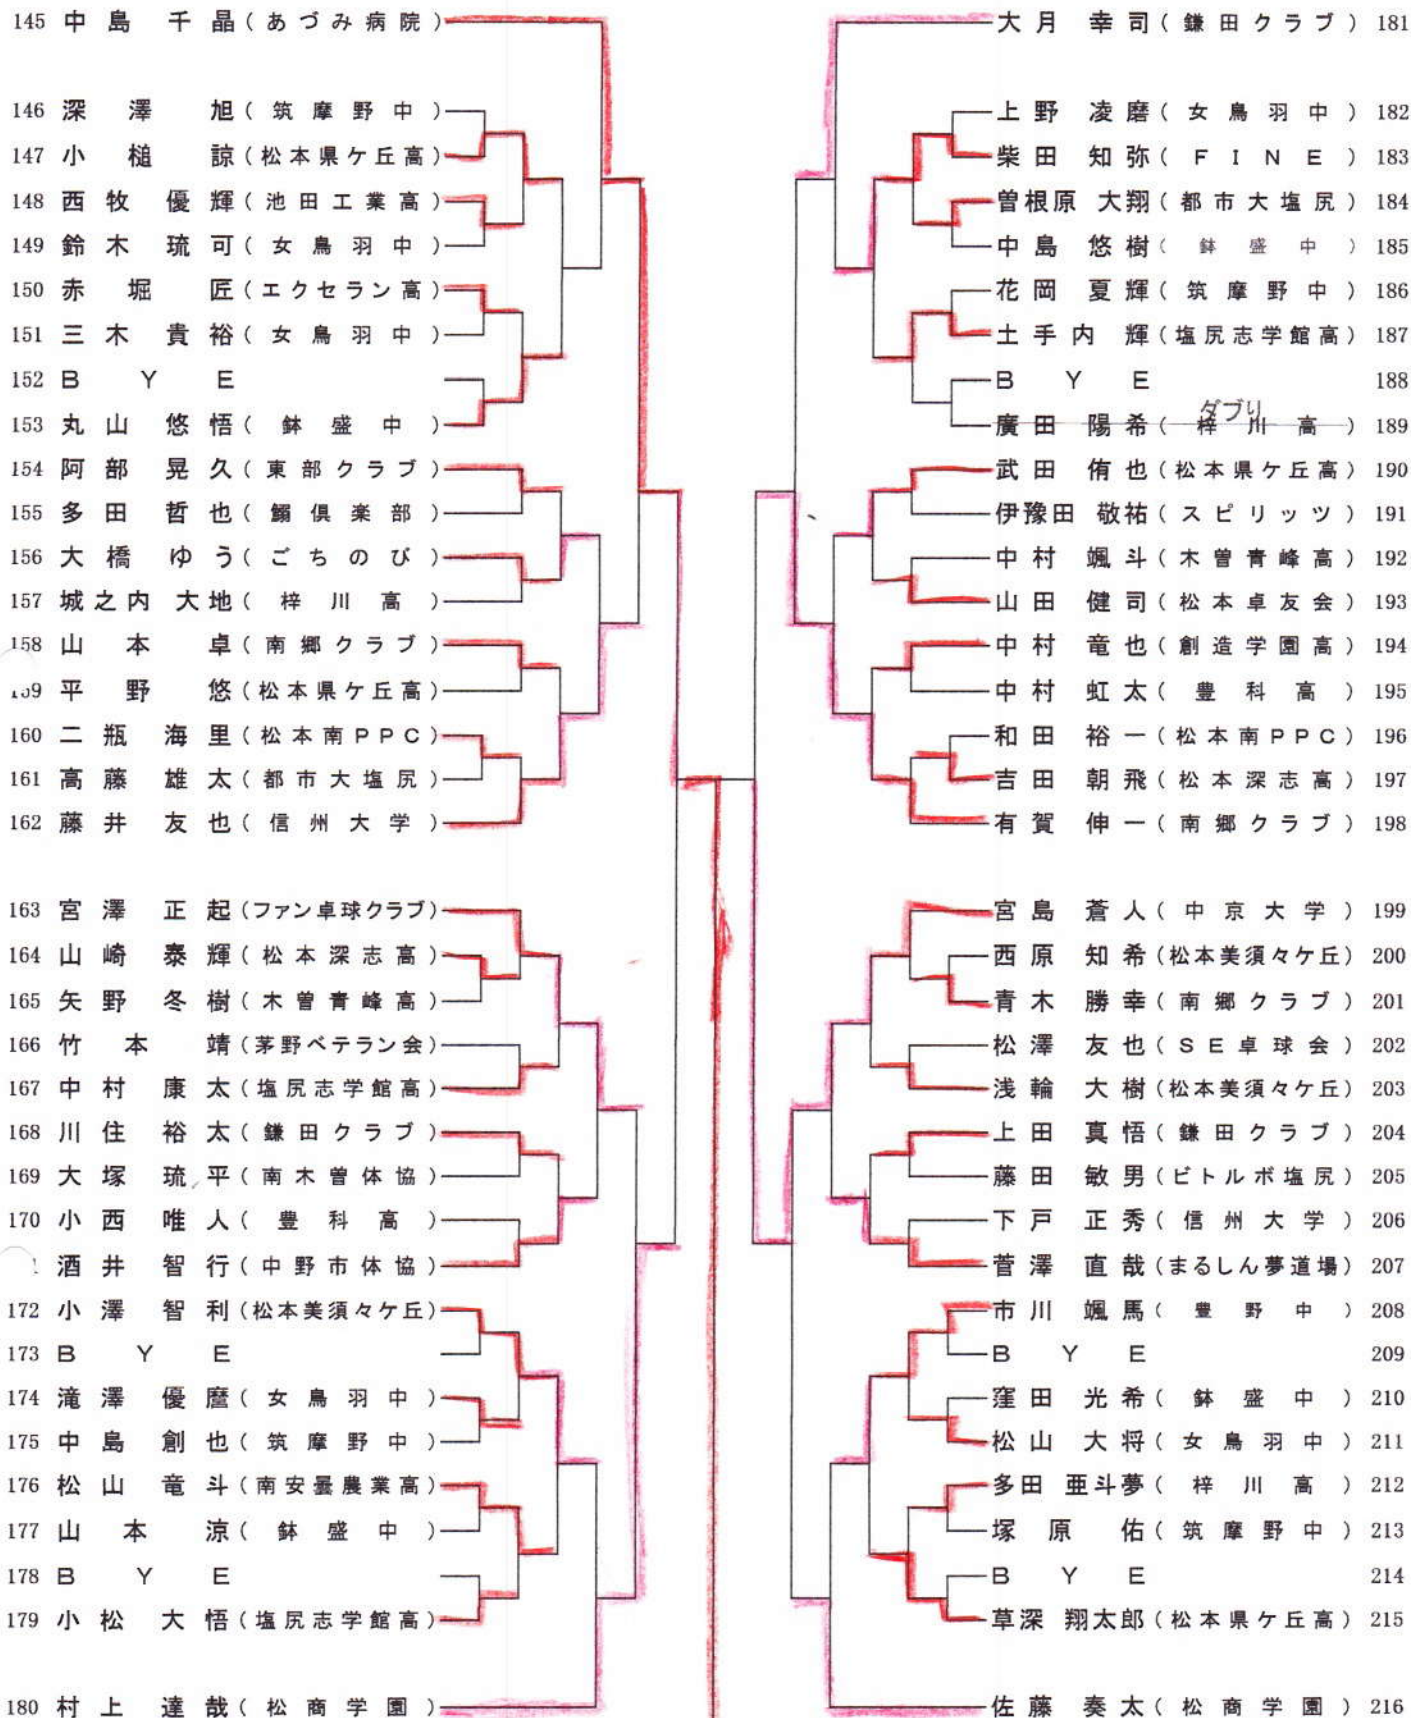 145 中島 千晶(あづみ病院)
146 深澤 旭(筑摩野中)
147 小槌 諒(松本県ケ丘高)
148 西牧 優輝(池田工業高)
149 鈴木 琉可(女鳥羽中)
150 赤堀 匠(エクセラン高)
151 三木 貴裕(女鳥羽中)
152 BYE
153 丸山 悠悟(鉢盛中)
154 阿部 晃久(東部クラブ)
155 多田 哲也(鰯倶楽部)
156 大橋 ゆう(ごちのび)
157 城之内 大地(梓川高)
158 山本 卓(南郷クラブ)
159 平野 悠(松本県ケ丘高)
160 二瓶 海里(松本南PPC)
161 高藤 雄太(都市大塩尻)
162 藤井 友也(信州大学)
163 宮澤 正起(ファン卓球クラブ)
164 山崎 泰輝(松本深志高)
165 矢野 冬樹(木曽青峰高)
166 竹本 靖(茅野ベテラン会)
167 中村 康太(塩尻志学館高)
168 川住 裕太(鎌田クラブ)
169 大塚 琉平(南木曽体協)
170 小西 唯人(豊科高)
酒井 智行(中野市体協)
172 小澤 智利(松本美須々ケ丘)
173 BYE
174 滝澤 優麿(女鳥羽中)
175 中島 創也(筑摩野中)
176 松山 竜斗(南安曇農業高)
177 山本 涼(鉢盛中)
178 BYE
179 小松 大悟(塩尻志学館高)
180 村上 達哉(松商学園)
大月 幸司(鎌田クラブ) 181
上野 凌磨(女鳥羽中) 182
柴田 知弥(FINE) 183
曽根原 大翔(都市大塩尻) 184
中島 悠樹(鉢盛中) 185
花岡 夏輝(筑摩野中) 186
土手内 輝(塩尻志学館高) 187
BYE 188
ダブリ
廣田 陽希(梓川高) 189
武田 侑也(松本県ケ丘高) 190
伊豫田 敬祐(スピリッツ) 191
中村 颯斗(木曽青峰高) 192
山田 健司(松本卓友会) 193
中村 竜也(創造学園高) 194
中村 虹太(豊科高) 195
和田 裕一(松本南PPC) 196
吉田 朝飛(松本深志高) 197
有賀 伸一(南郷クラブ) 198
宮島 蒼人(中京大学) 199
西原 知希(松本美須々ケ丘) 200
青木 勝幸(南郷クラブ) 201
松澤 友也(SE卓球会) 202
浅輪 大樹(松本美須々ケ丘) 203
上田 真悟(鎌田クラブ) 204
藤田 敏男(ビトルボ塩尻) 205
下戸 正秀(信州大学) 206
菅澤 直哉(まるしん夢道場) 207
市川 颯馬(豊野中) 208
BYE 209
窪田 光希(鉢盛中) 210
松山 大将(女鳥羽中) 211
多田 亜斗夢(梓川高) 212
塚原 佑(筑摩野中) 213
BYE 214
草深 翔太郎(松本県ケ丘高) 215
佐藤 奏太(松商学園) 216